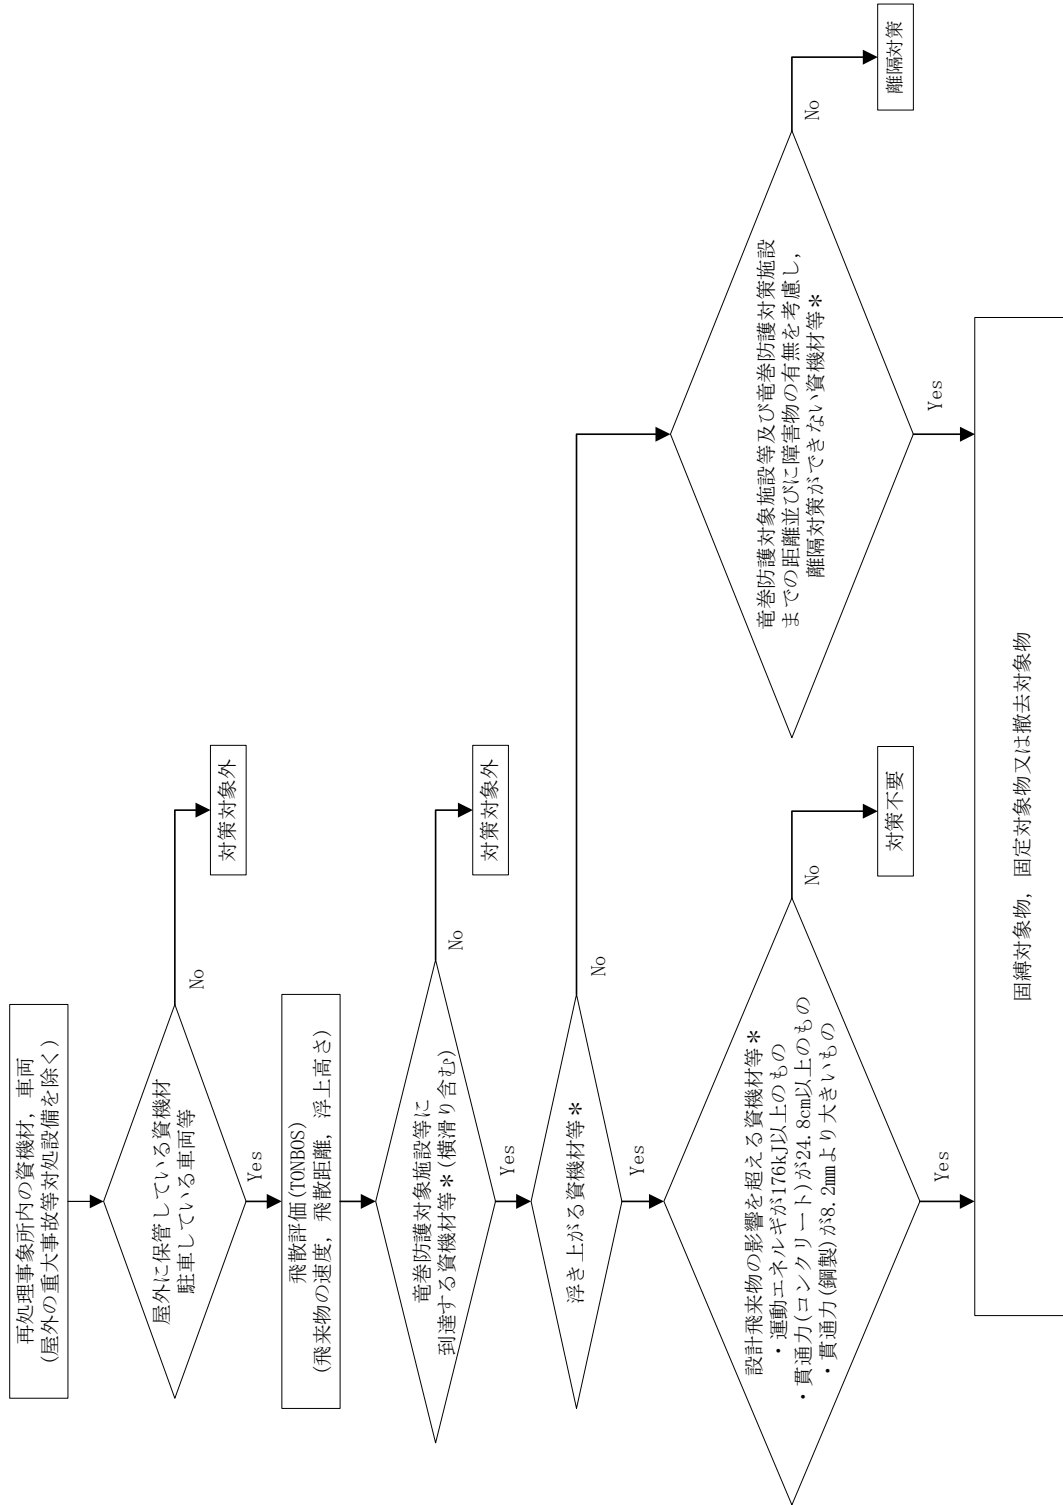 再処理事象所内の資機材，車両
(屋外の重大事故等対処設備を除く)
屋外に保管している資機材
駐車している車両等
No
対策対象外
Yes
飛散評価(TONBOS)
(飛来物の速度，飛散距離，浮上高さ)
竜巻防護対象施設等に
到達する資機材等＊(横滑り含む)
No
対策対象外
Yes
浮き上がる資機材等＊
No
Yes
設計飛来物の影響を超える資機材等＊
・運動エネルギが176kJ以上のもの
・貫通力(コンクリート)が24.8cm以上のもの
・貫通力(鋼製)が8.2mmより大きいもの
No
対策不要
Yes
竜巻防護対象施設等及び竜巻防護対策施設
までの距離並びに障害物の有無を考慮し，
離隔対策ができない資機材等＊
No
離隔対策
Yes
固縛対象物，固定対象物又は撤去対象物